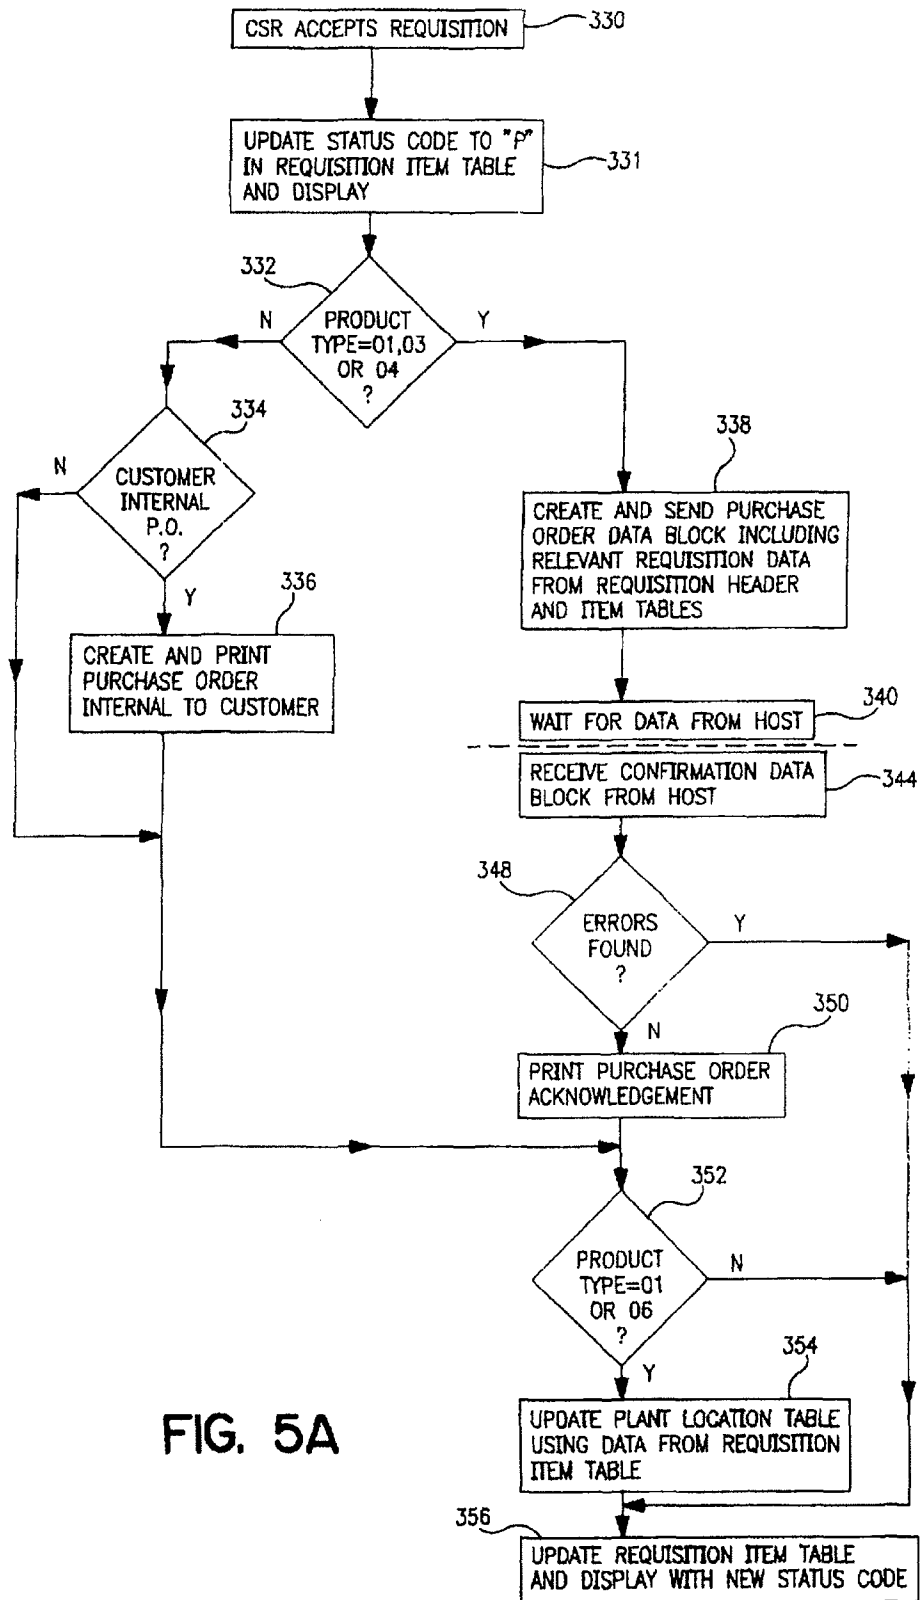 CSR ACCEPTS REQUISITION
330
UPDATE STATUS CODE TO "P"
IN REQUISITION ITEM TABLE
AND DISPLAY
331
332
PRODUCT
TYPE=01,03
OR 04
?
N
Y
334
CUSTOMER
INTERNAL
P.O.
?
N
Y
336
CREATE AND PRINT
PURCHASE ORDER
INTERNAL TO CUSTOMER
338
CREATE AND SEND PURCHASE
ORDER DATA BLOCK INCLUDING
RELEVANT REQUISITION DATA
FROM REQUISITION HEADER
AND ITEM TABLES
WAIT FOR DATA FROM HOST
340
RECEIVE CONFIRMATION DATA
BLOCK FROM HOST
344
348
ERRORS
FOUND
?
Y
N
350
PRINT PURCHASE ORDER
ACKNOWLEDGEMENT
352
PRODUCT
TYPE=01
OR 06
?
N
Y
354
UPDATE PLANT LOCATION TABLE
USING DATA FROM REQUISITION
ITEM TABLE
356
UPDATE REQUISITION ITEM TABLE
AND DISPLAY WITH NEW STATUS CODE
FIG. 5A